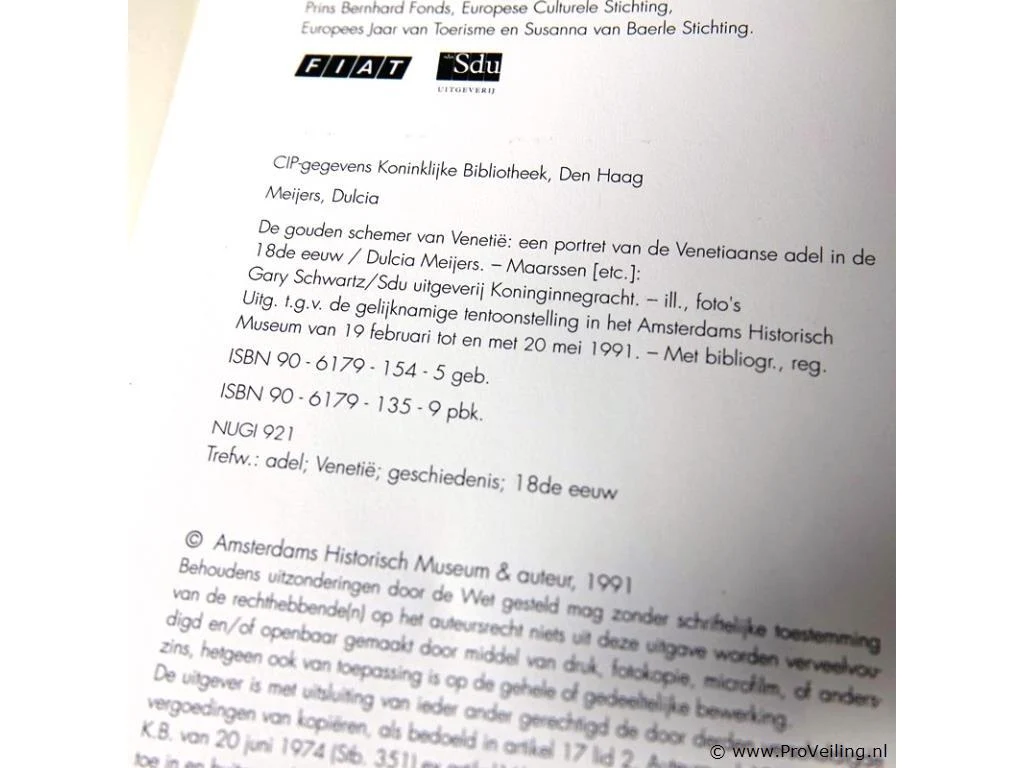 Prins Bernhard Fonds, Europese Culturele Stichting,
Europees Jaar van Toerisme en Susanna van Baerle Stichting.
FIAT
Sdu
UITGEVERIJ
CIP-gegevens Koninklijke Bibliotheek, Den Haag
Meijers, Dulcia
De gouden schemer van Venetië: een portret van de Venetiaanse adel in de
18de eeuw / Dulcia Meijers. – Maarssen [etc.]:
Gary Schwartz/Sdu uitgeverij Koninginnegracht. – ill., foto's
Uitg. t.g.v. de gelijknamige tentoonstelling in het Amsterdams Historisch
Museum van 19 februari tot en met 20 mei 1991. – Met bibliogr., reg.
ISBN 90 - 6179 - 154 - 5 geb.
ISBN 90 - 6179 - 135 - 9 pbk.
NUGI 921
Trefw.: adel; Venetië; geschiedenis; 18de eeuw
© Amsterdams Historisch Museum & auteur, 1991
Behoudens uitzonderingen door de Wet gesteld mag zonder schriftelijke toestemming
van de rechthebbende(n) op het auteursrecht niets uit deze uitgave worden verveelvou-
digd en/of openbaar gemaakt door middel van druk, fotokopie, microfilm, of anders-
zins, hetgeen ook van toepassing is op de gehele of gedeeltelijke bewerking.
De uitgever is met uitsluiting van ieder ander gerechtigd de door derden
vergoedingen van kopiëren, als bedoeld in artikel 17 lid 2,
K.B. van 20 juni 1974 (Stb. 351)
toe in en buiten
© www.ProVeiling.nl